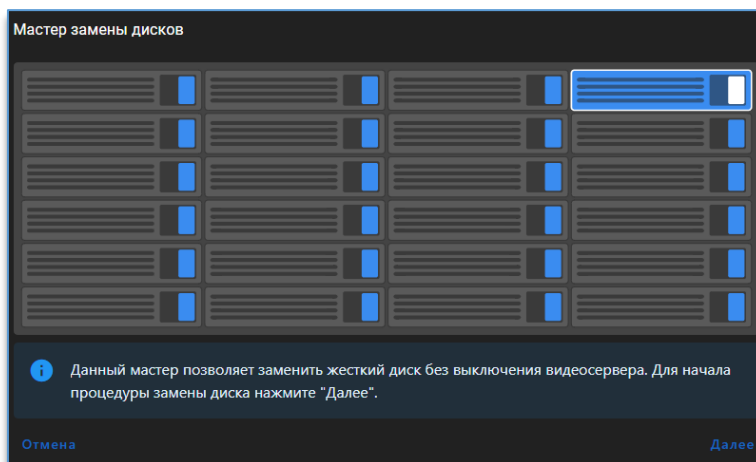 Мастер замены дисков
Данный мастер позволяет заменить жесткий диск без выключения видеосервера. Для начала
процедуры замены диска нажмите "Далее".
Отмена
Далее